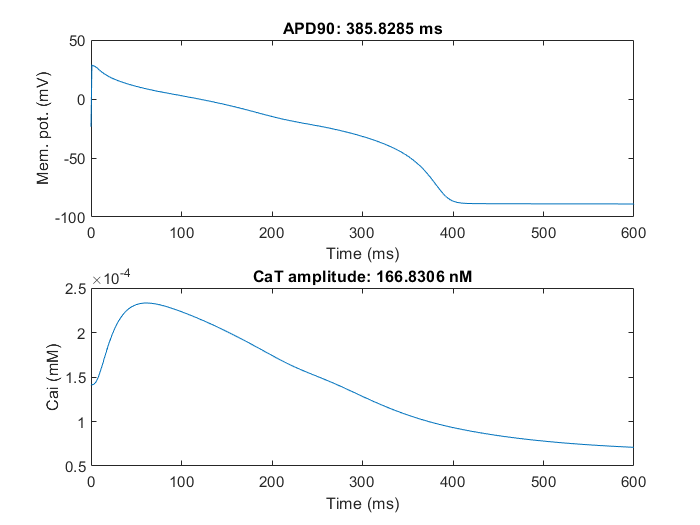 APD90: 385.8285 ms
50
0
-50
-100
Mem. pot. (mV)
0 100 200 300 400 500 600
Time (ms)
CaT amplitude: 166.8306 nM
×10-4
2.5
2
1.5
1
0.5
Cai (mM)
0 100 200 300 400 500 600
Time (ms)